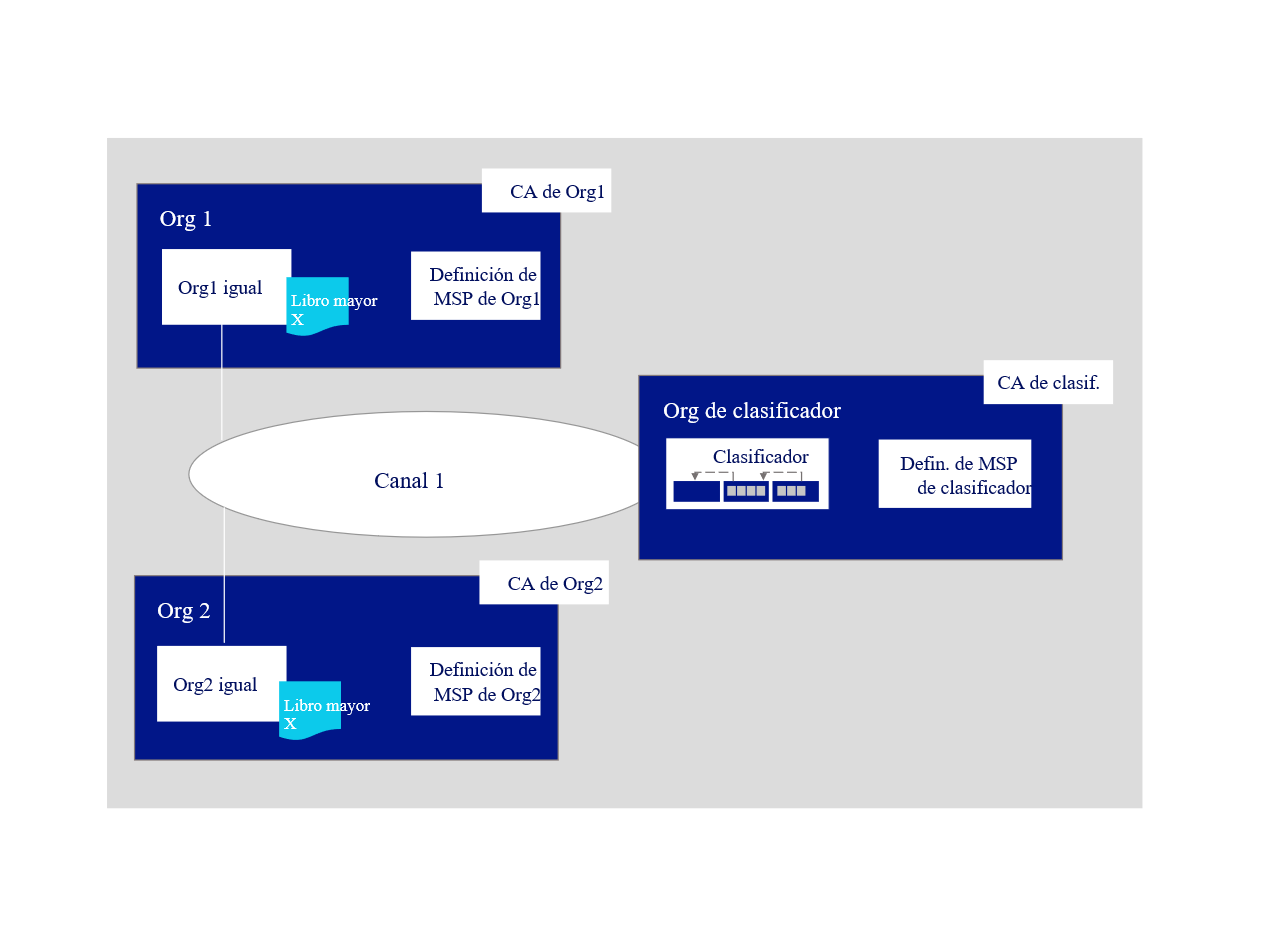 CA de Org1
Org 1
Org1 igual
Libro mayor
X
Definición de
MSP de Org1
CA de clasif.
Org de clasificador
Clasificador
Defin. de MSP
de clasificador
Canal 1
CA de Org2
Org 2
Org2 igual
Libro mayor
X
Definición de
MSP de Org2